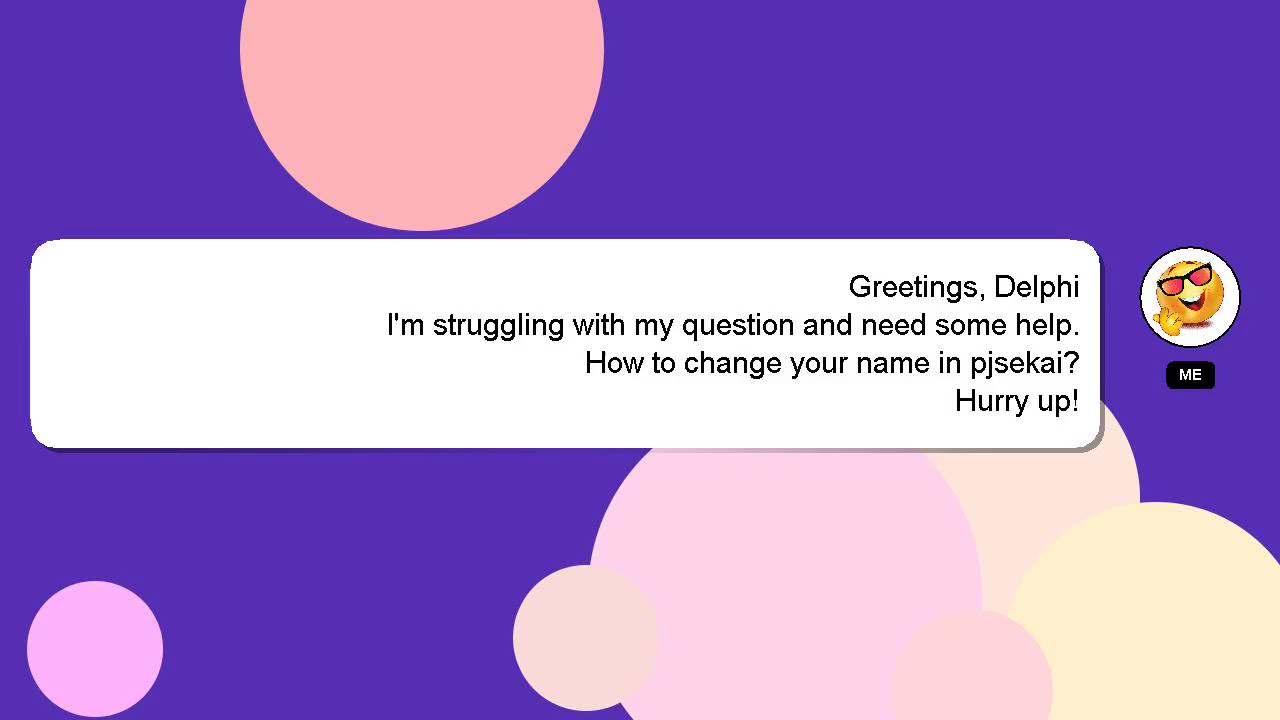 Greetings, Delphi
I'm struggling with my question and need some help.
How to change your name in pjsekai?
Hurry up!
ME